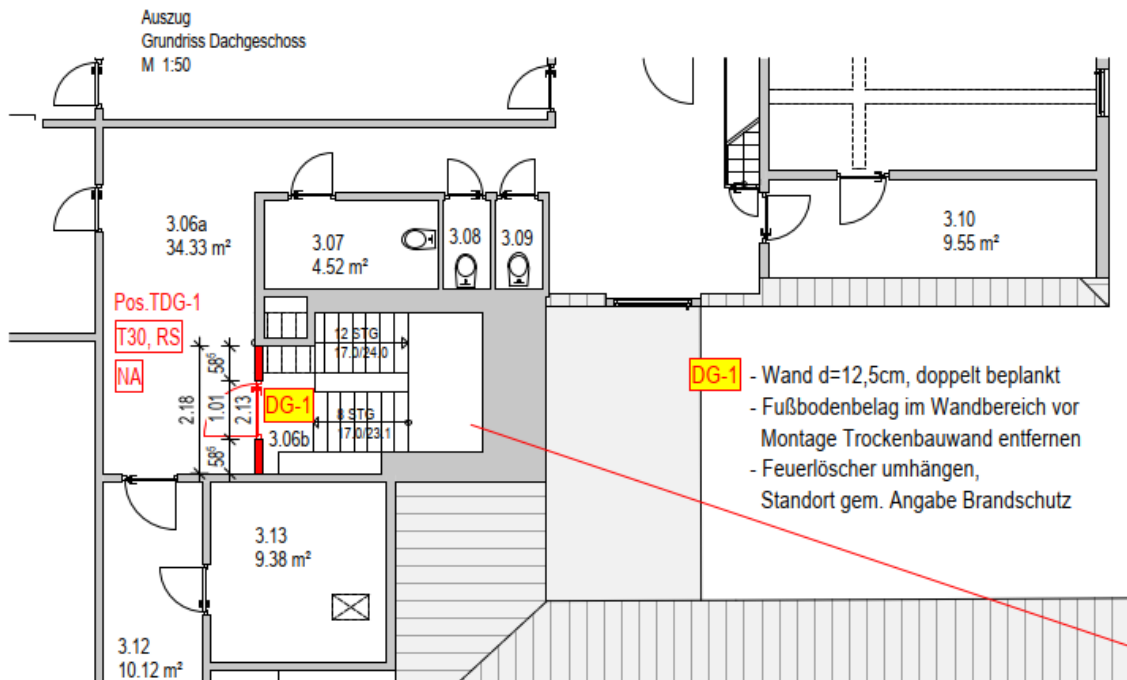 Auszug
Grundriss Dachgeschoss
M 1:50
3.06a
34.33 m²
3.07
4.52 m²
3.08
3.09
3.10
9.55 m²
Pos.TDG-1
T30, RS
NA
12 STG
17.0/24.0
58⁵
2.18
1.01
2.13
58⁵
DG-1
8 STG
17.0/23.1
3.06b
DG-1 - Wand d=12,5cm, doppelt beplankt
- Fußbodenbelag im Wandbereich vor
Montage Trockenbauwand entfernen
- Feuerlöscher umhängen,
Standort gem. Angabe Brandschutz
3.13
9.38 m²
3.12
10.12 m²